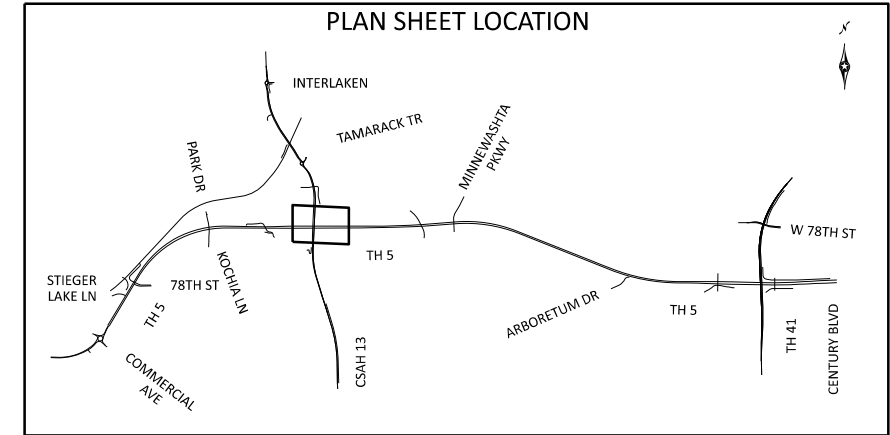 PLAN SHEET LOCATION
N
INTERLAKEN
TAMARACK TR
PARK DR
MINNEWASHTA
PKWY
W 78TH ST
STIEGER
LAKE LN
78TH ST
KOCHIA LN
TH 5
TH 5
ARBORETUM DR
TH 5
TH 41
CENTURY BLVD
COMMERCIAL
AVE
CSAH 13